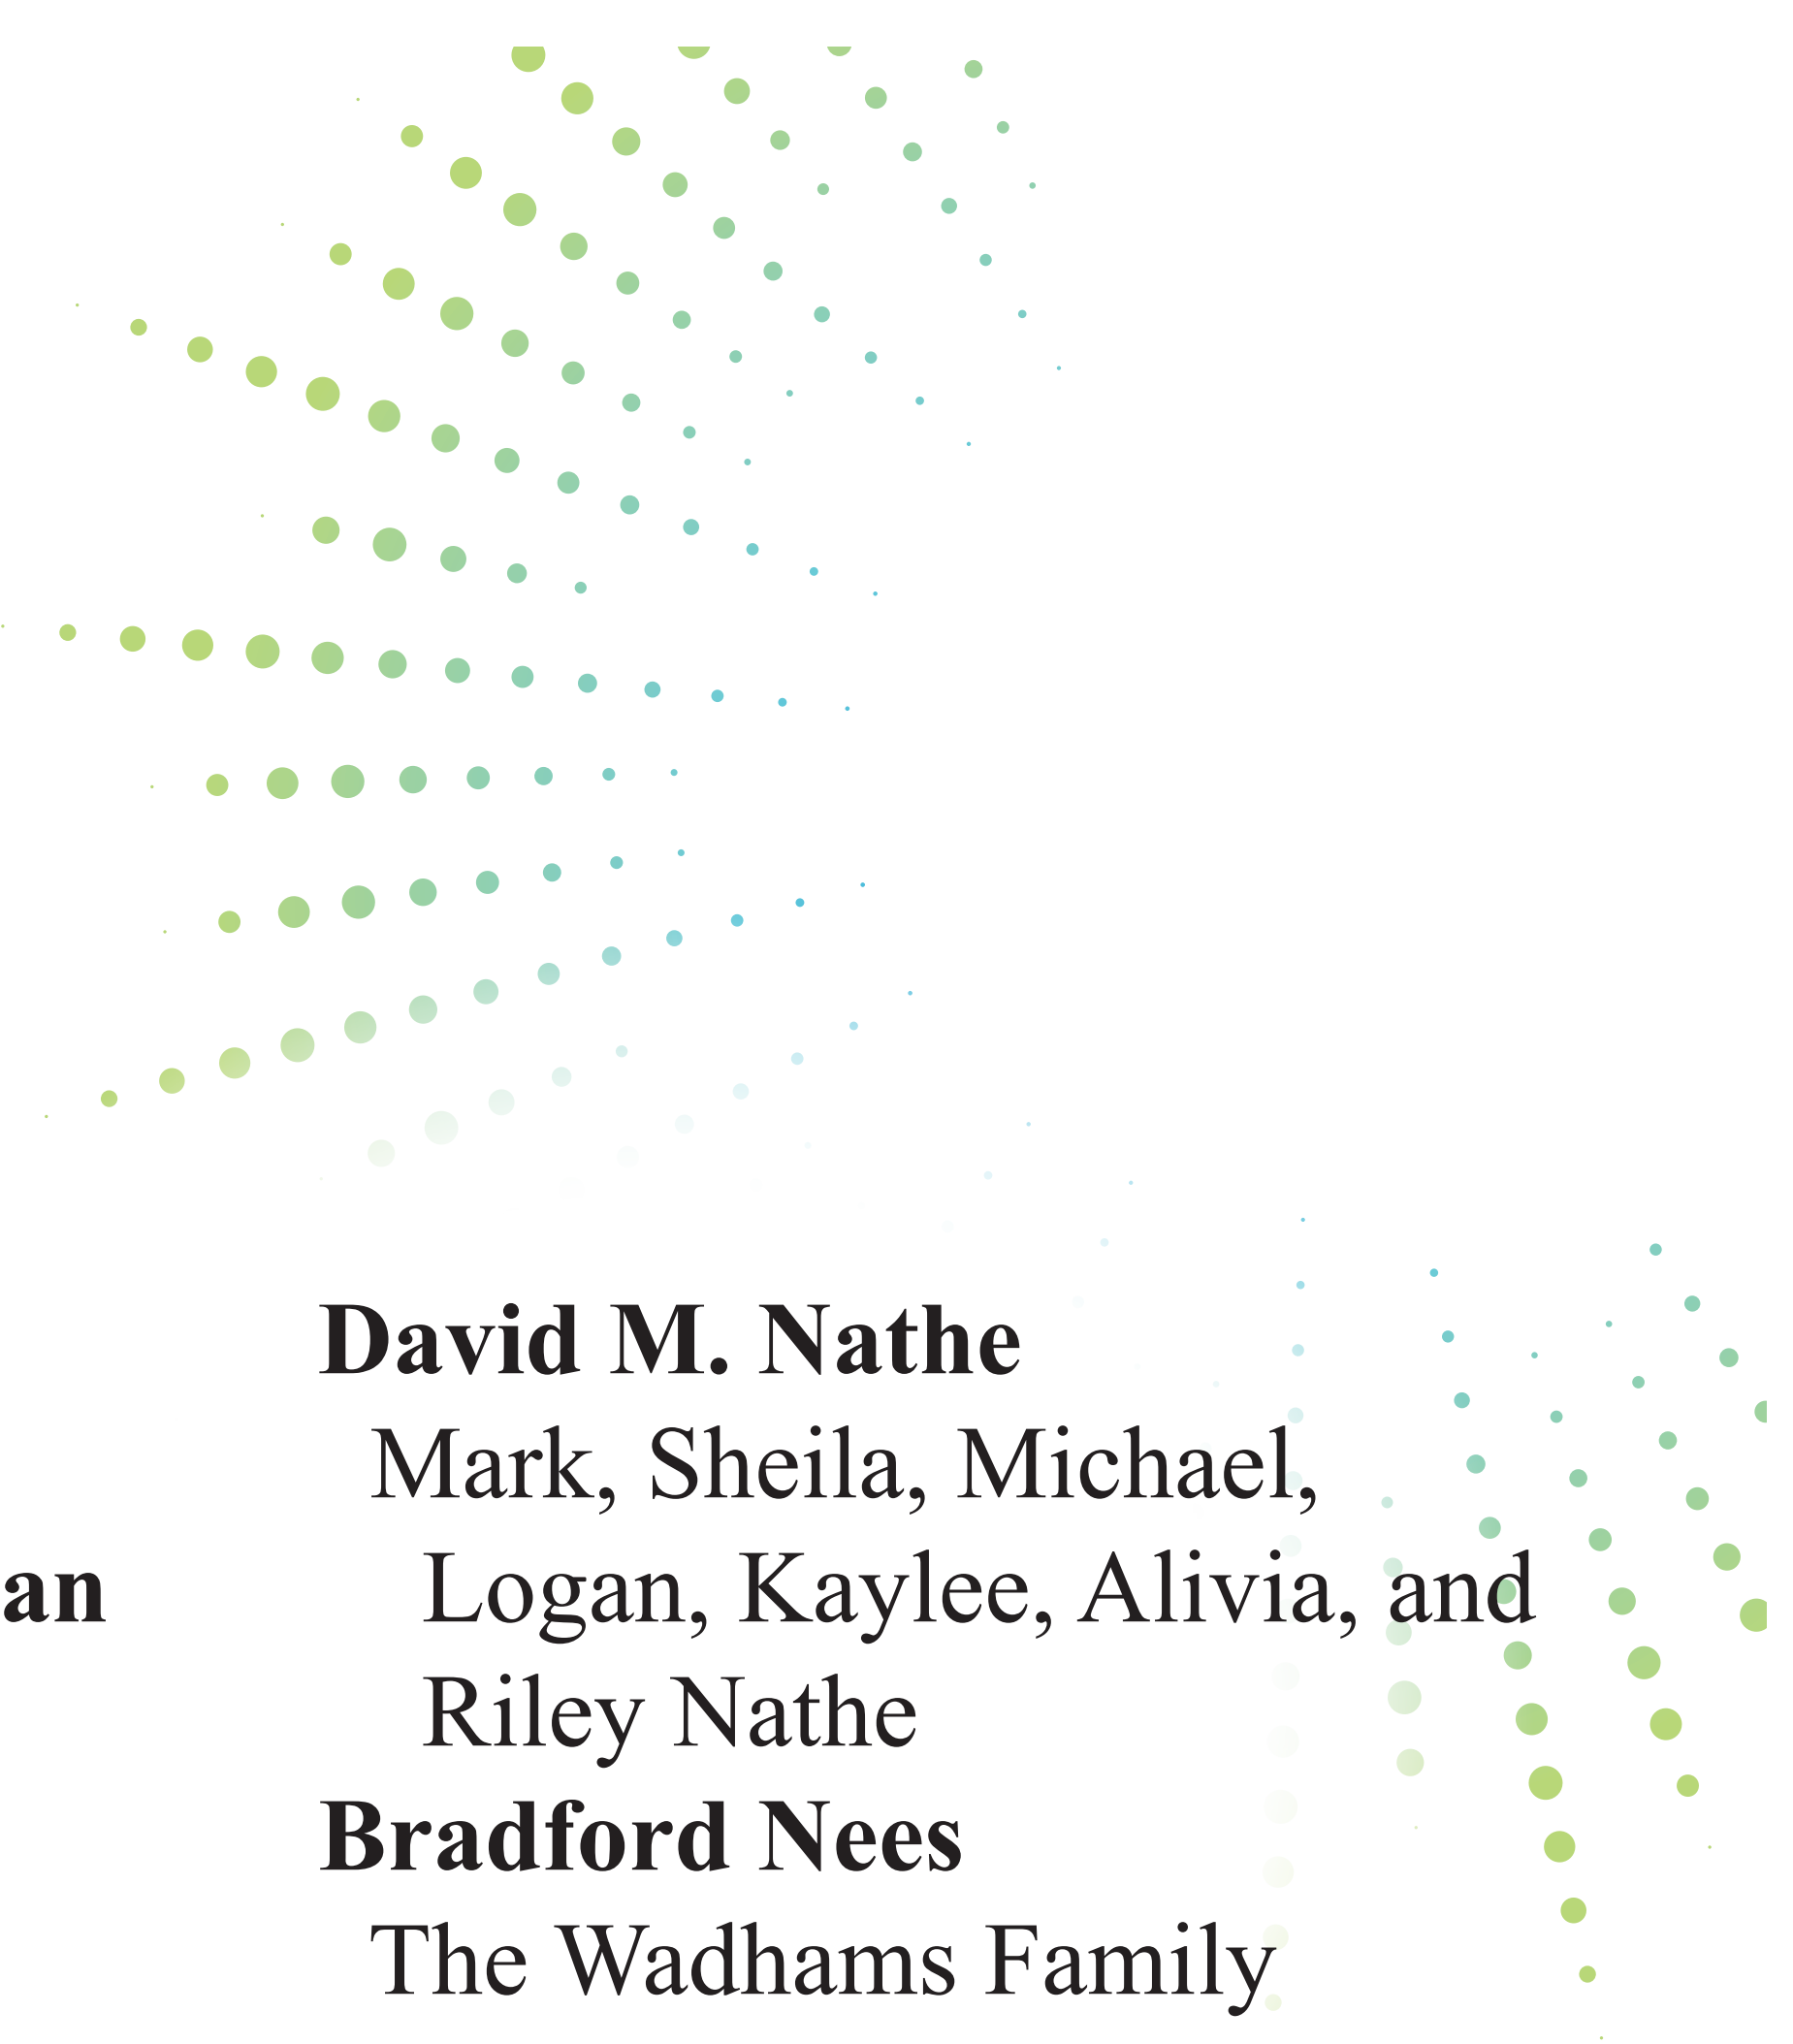 David M. Nathe
Mark, Sheila, Michael,
an
Logan, Kaylee, Alivia, and
Riley Nathe
Bradford Nees
The Wadhams Family